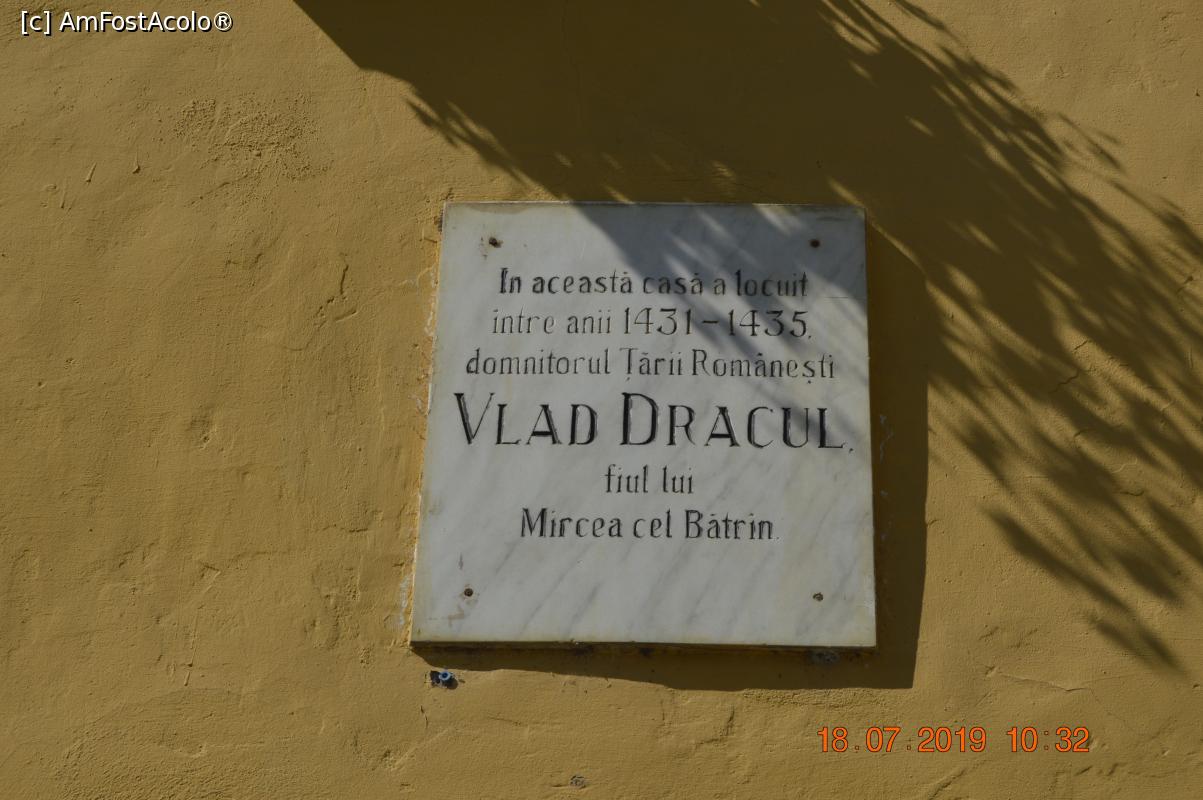 [c] AmFostAcolo®
In această casă a locuit
între anii 1431-1435,
domnitorul Țării Românești
VLAD DRACUL,
fiul lui
Mircea cel Bătrîn.
18.07.2019 10:32